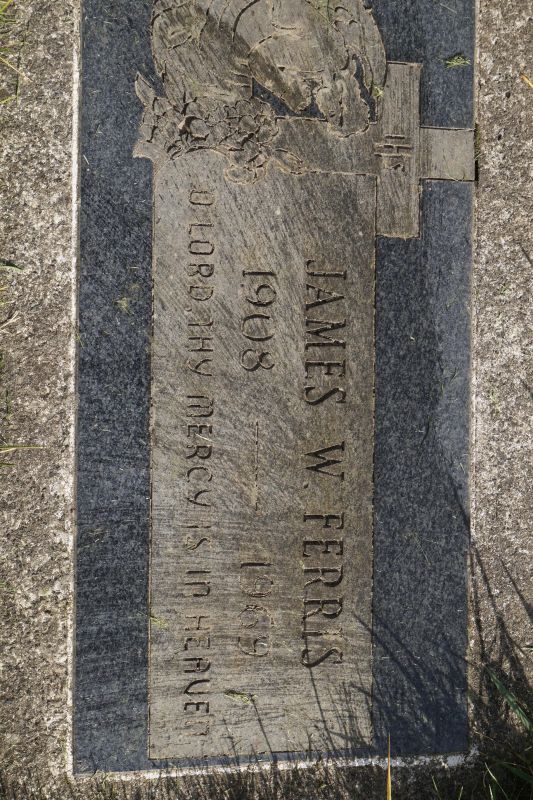 JAMES W. FERRIS
1908 — 1969
O LORD, THY MERCY IS IN HEAVEN
IHS